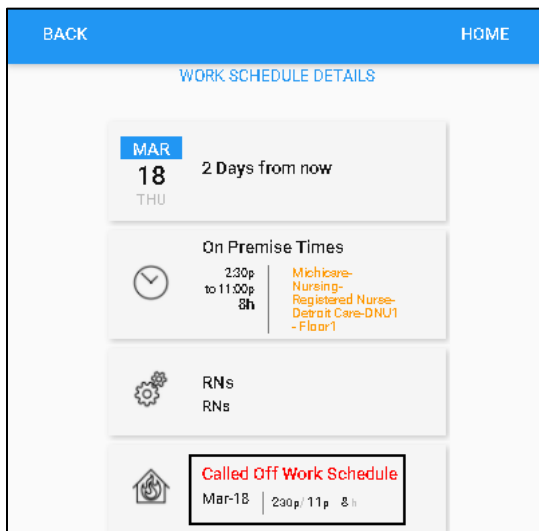 BACK HOME
WORK SCHEDULE DETAILS
MAR
18
THU
2 Days from now
On Premise Times
2:30p
to 11:00p
8h
Michicare-
Nursing-
Registered Nurse-
Detroit Care-DNU1
- Floor1
RNs
RNs
Called Off Work Schedule
Mar-18 230p/ 11p 8 h